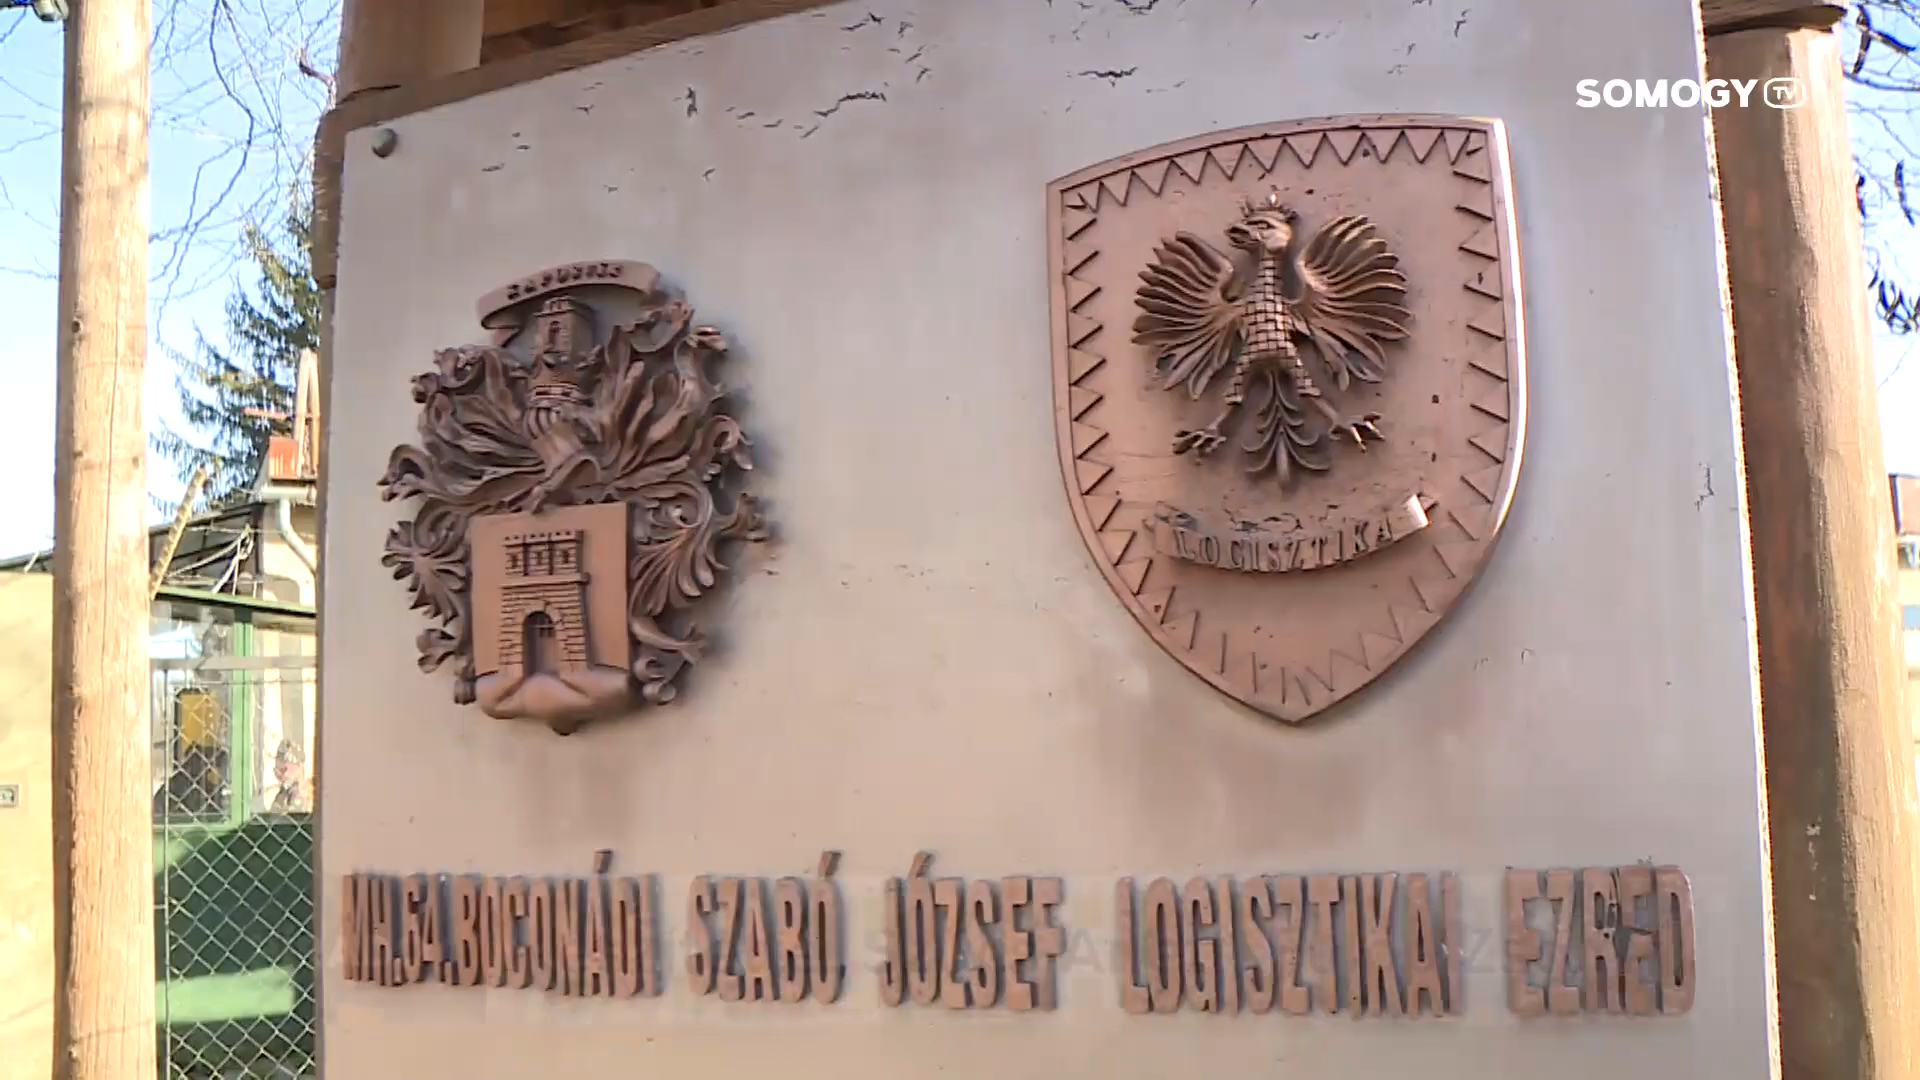 SOMOGY TV
LOGISZTIKA
MH.64.BOCONÁDI SZABÓ JÓZSEF LOGISZTIKAI EZRED